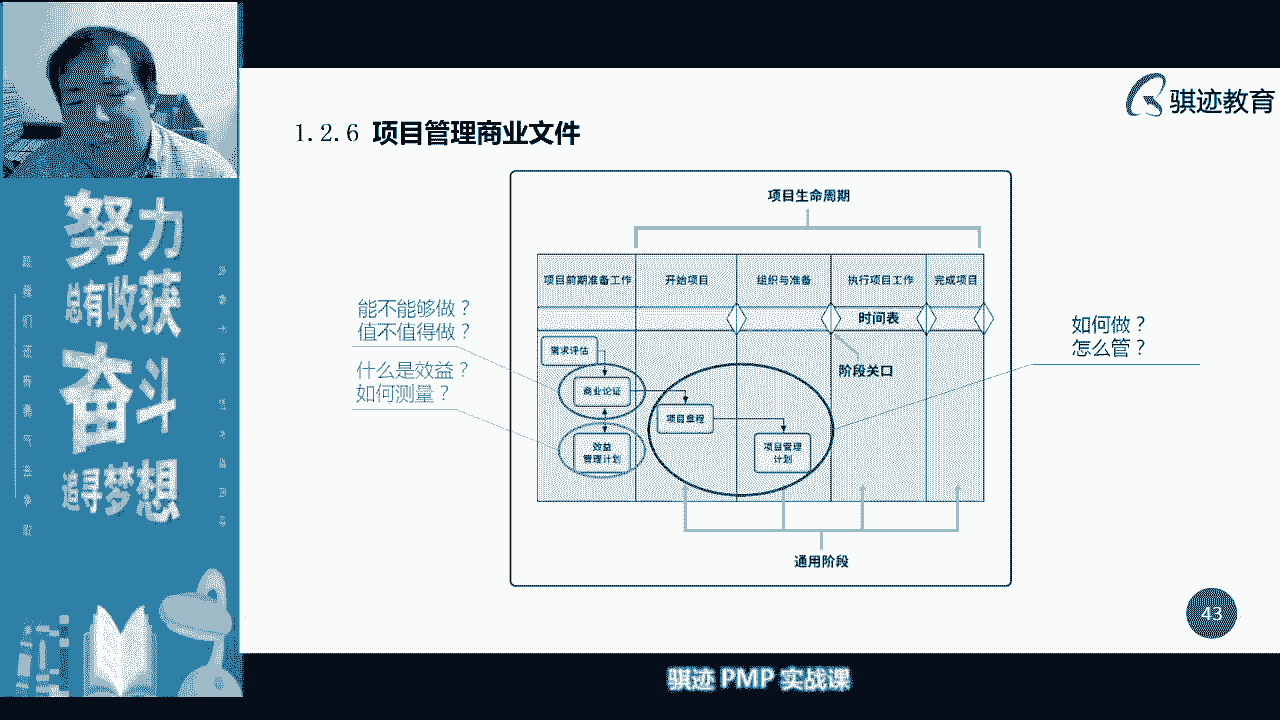 骐迹教育
1.2.6 项目管理商业文件
项目生命周期
项目前期准备工作
开始项目
组织与准备
执行项目工作
完成项目
时间表
能不能够做？
值不值得做？
什么是效益？
如何测量？
需求评估
商业论证
效益
管理计划
项目章程
项目管理
计划
阶段关口
如何做？
怎么管？
通用阶段
43
努力
总有收获
奋斗
追寻梦想
骐迹 PMP 实战课